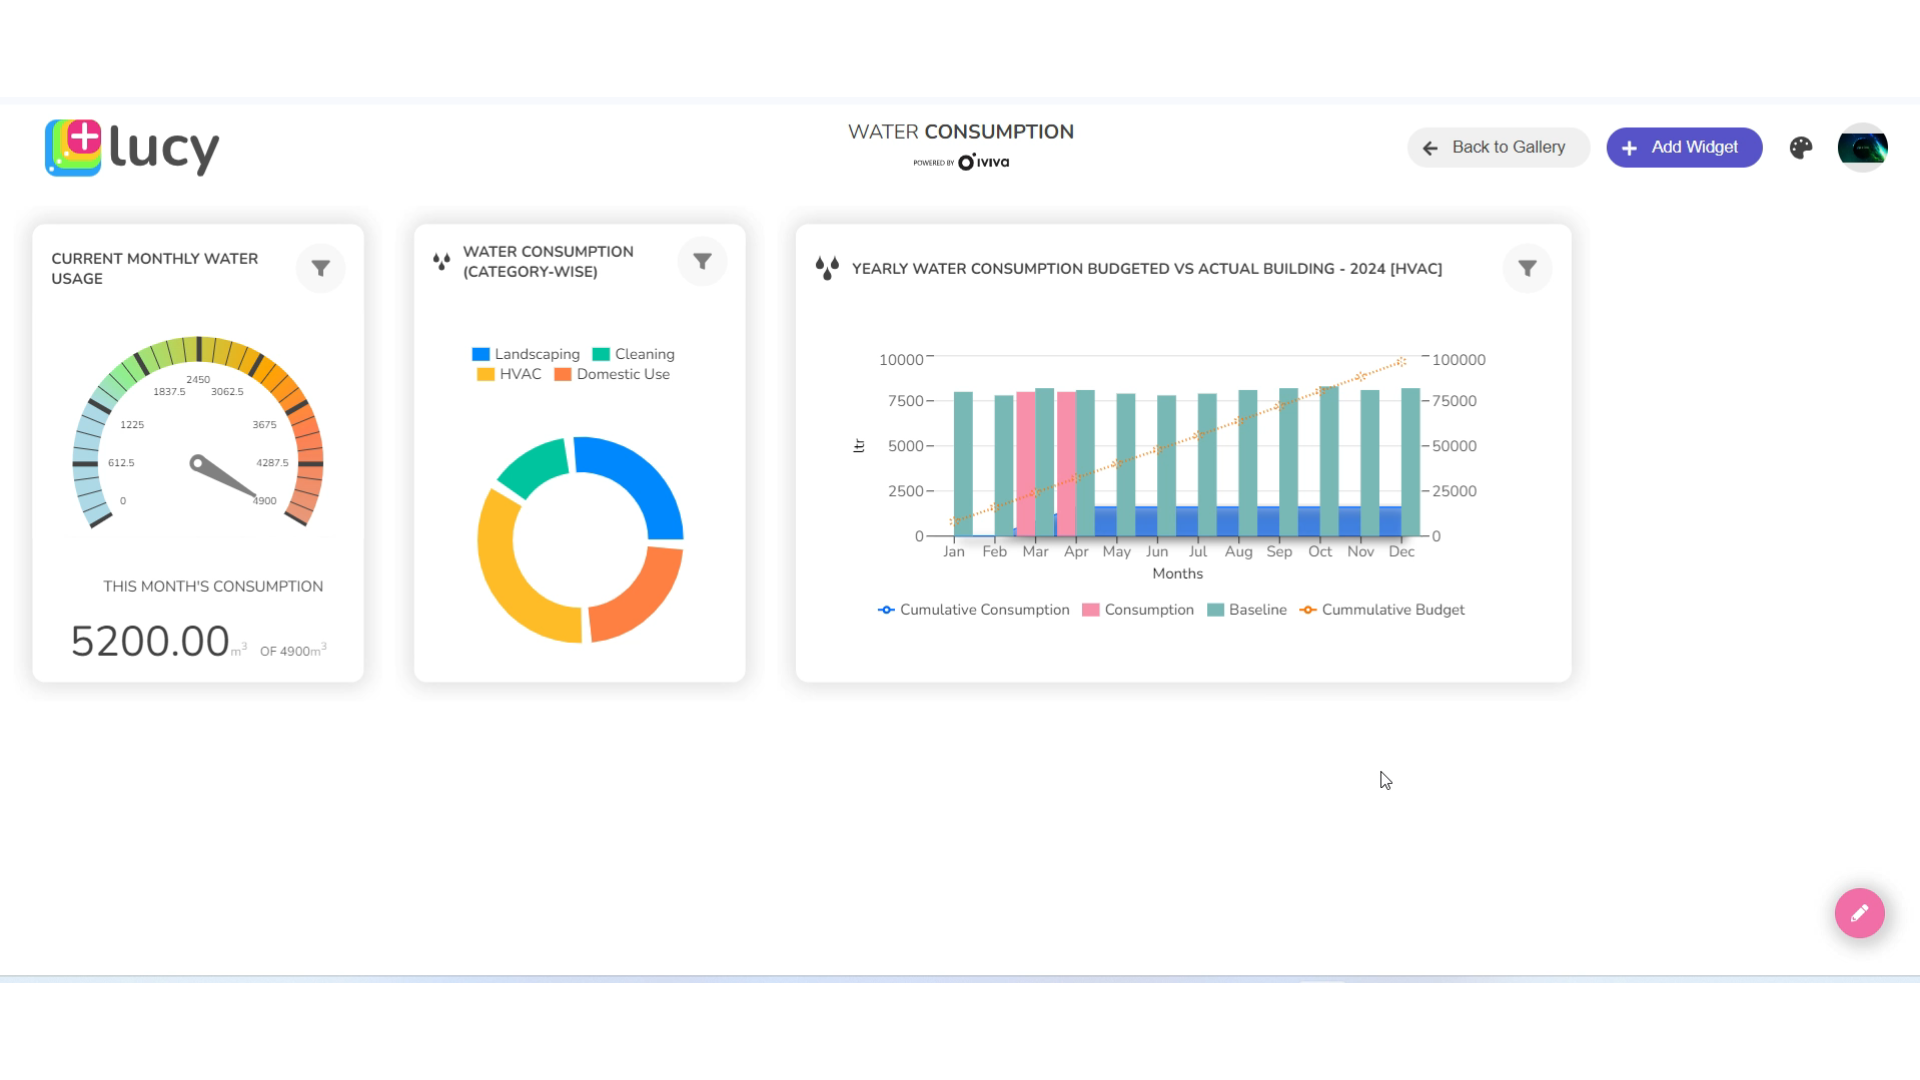 lucy
WATER CONSUMPTION
POWERED BY iviva
Back to Gallery
Add Widget
CURRENT MONTHLY WATER
USAGE
2450
1837.5
3062.5
1225
3675
612.5
4287.5
0
4900
THIS MONTH'S CONSUMPTION
5200.00 m³ OF 4900m³
WATER CONSUMPTION
(CATEGORY-WISE)
Landscaping Cleaning
HVAC Domestic Use
YEARLY WATER CONSUMPTION BUDGETED VS ACTUAL BUILDING - 2024 [HVAC]
10000 100000
7500 75000
ltr
5000 50000
2500 25000
0 0
Jan Feb Mar Apr May Jun Jul Aug Sep Oct Nov Dec
Months
Cumulative Consumption Consumption Baseline Cummulative Budget